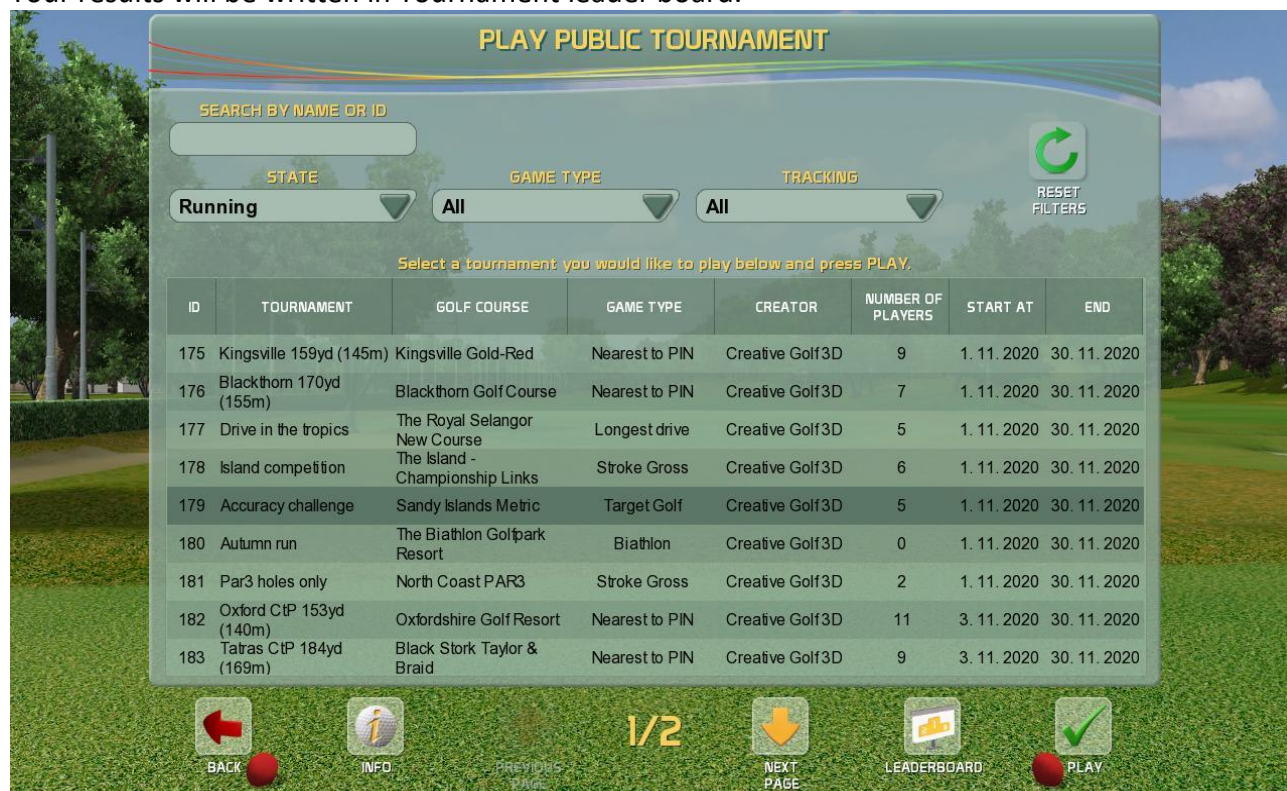 Your results will be written in Tournament leader board.
PLAY PUBLIC TOURNAMENT
SEARCH BY NAME OR ID
STATE GAME TYPE TRACKING
Running All All
RESET
FILTERS
Select a tournament you would like to play below and press PLAY.
ID TOURNAMENT GOLF COURSE GAME TYPE CREATOR NUMBER OF PLAYERS START AT END
175 Kingsville 159yd (145m) Kingsville Gold-Red Nearest to PIN Creative Golf3D 9 1. 11. 2020 30. 11. 2020
176 Blackthorn 170yd (155m) Blackthorn Golf Course Nearest to PIN Creative Golf3D 7 1. 11. 2020 30. 11. 2020
177 Drive in the tropics The Royal Selangor New Course Longest drive Creative Golf3D 5 1. 11. 2020 30. 11. 2020
178 Island competition The Island - Championship Links Stroke Gross Creative Golf3D 6 1. 11. 2020 30. 11. 2020
179 Accuracy challenge Sandy Islands Metric Target Golf Creative Golf3D 5 1. 11. 2020 30. 11. 2020
180 Autumn run The Biathlon Golfpark Resort Biathlon Creative Golf3D 0 1. 11. 2020 30. 11. 2020
181 Par3 holes only North Coast PAR3 Stroke Gross Creative Golf3D 2 1. 11. 2020 30. 11. 2020
182 Oxford CtP 153yd (140m) Oxfordshire Golf Resort Nearest to PIN Creative Golf3D 11 3. 11. 2020 30. 11. 2020
183 Tatras CtP 184yd (169m) Black Stork Taylor & Braid Nearest to PIN Creative Golf3D 9 3. 11. 2020 30. 11. 2020
1/2
BACK INFO PREVIOUS PAGE NEXT PAGE LEADERBOARD PLAY